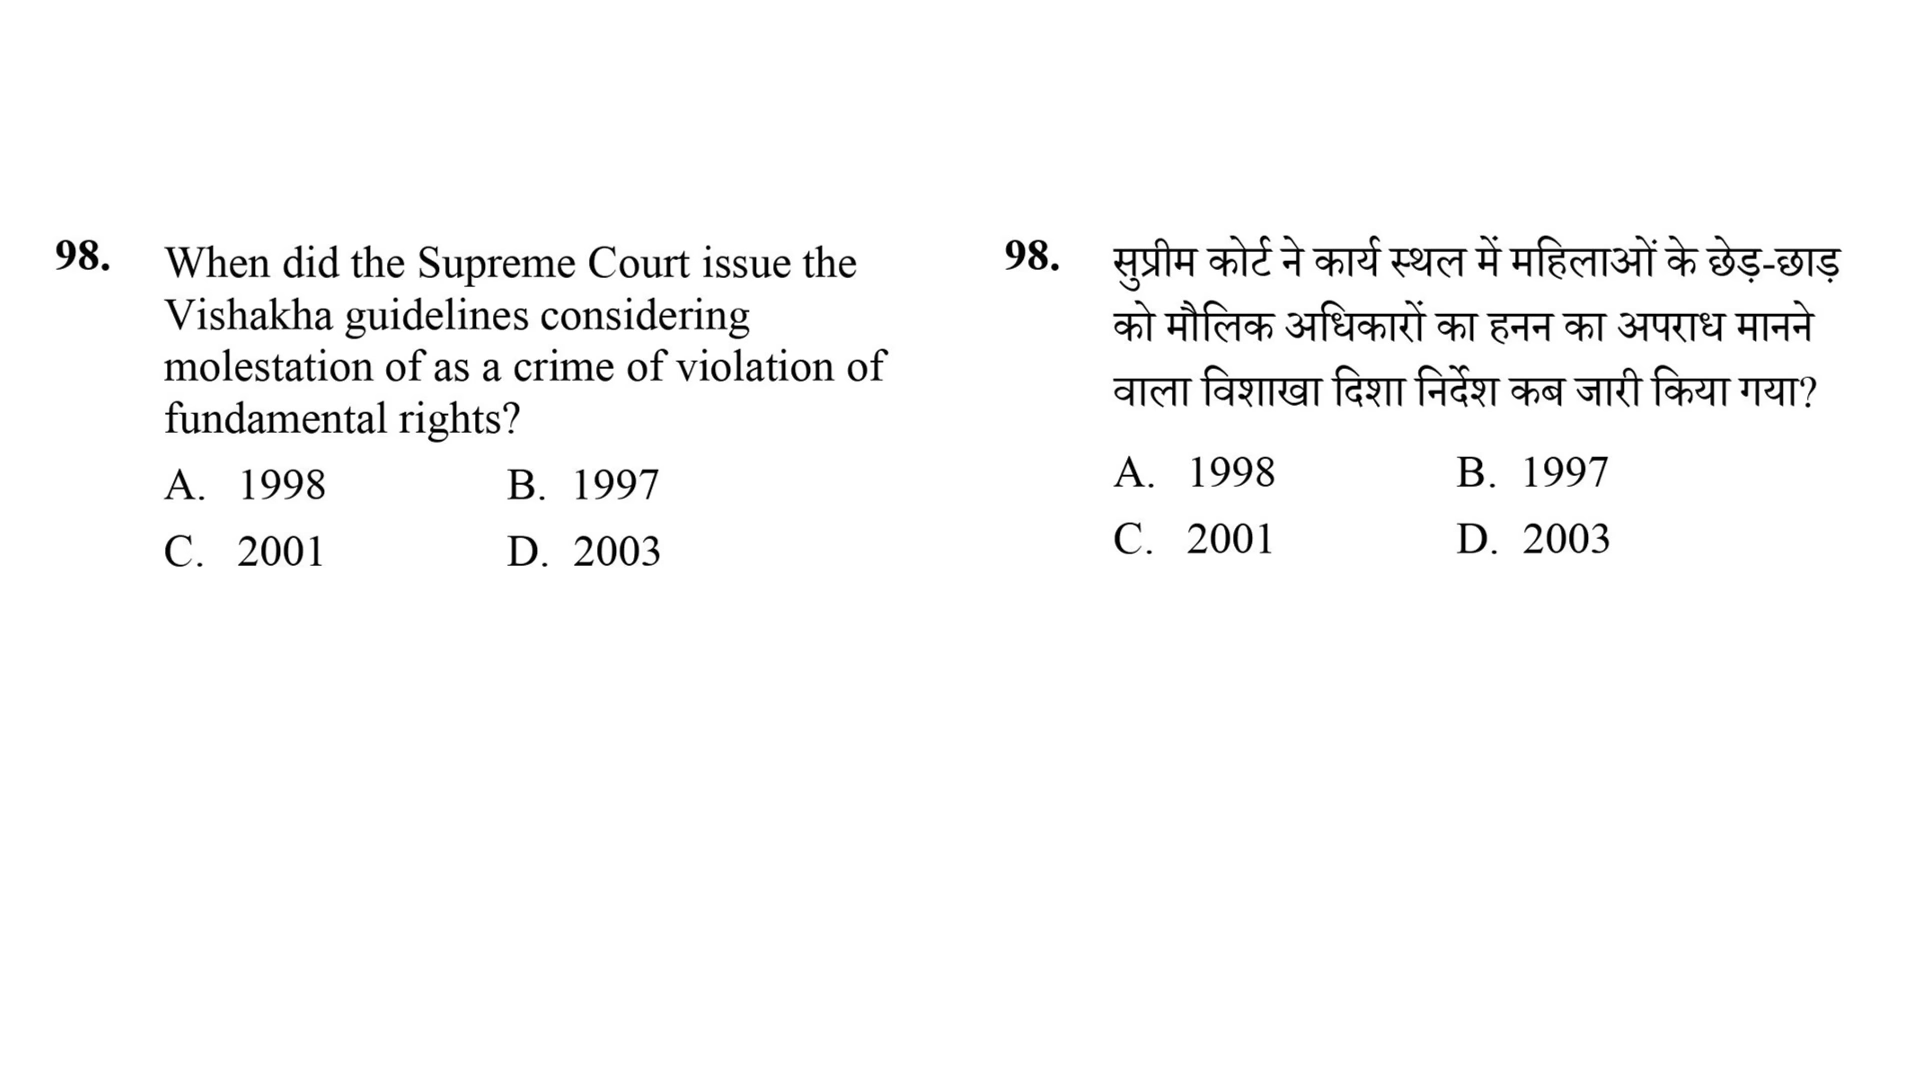 98. When did the Supreme Court issue the
Vishakha guidelines considering
molestation of as a crime of violation of
fundamental rights?
A. 1998 B. 1997
C. 2001 D. 2003
98. सुप्रीम कोर्ट ने कार्य स्थल में महिलाओं के छेड़-छाड़
को मौलिक अधिकारों का हनन का अपराध मानने
वाला विशाखा दिशा निर्देश कब जारी किया गया?
A. 1998 B. 1997
C. 2001 D. 2003